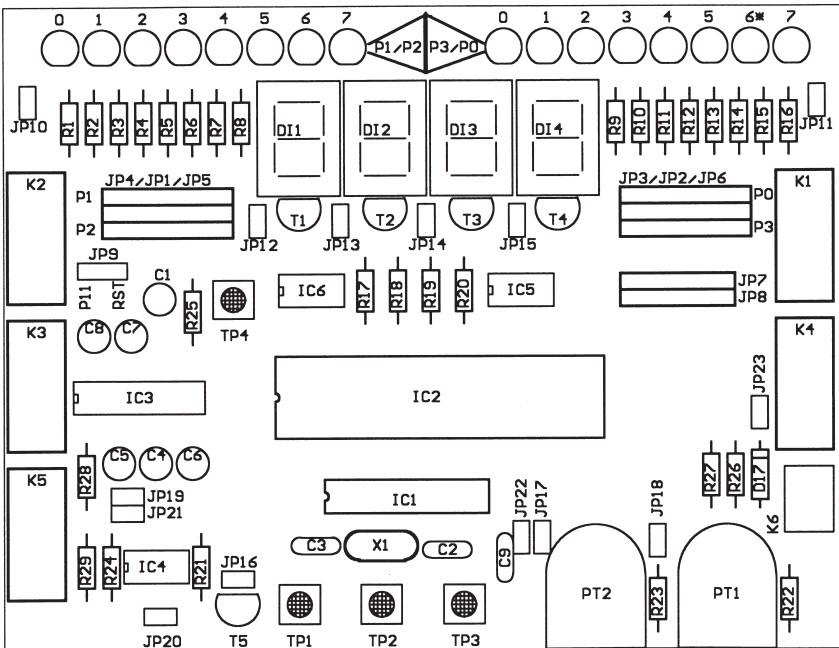 0 1 2 3 4 5 6 7 P1/P2 P3/P0 0 1 2 3 4 5 6* 7
JP10 R1 R2 R3 R4 R5 R6 R7 R8 DI1 DI2 DI3 DI4 R9 R10 R11 R12 R13 R14 R15 R16 JP11
K2 JP4/JP1/JP5 JP3/JP2/JP6 K1
P1 P0
P2 T1 T2 T3 T4 P3
JP12 JP13 JP14 JP15
JP9
P11 RST C1 R25 TP4 IC6 R17 R18 R19 R20 IC5 JP7
JP8
K3 C8 C7 K4
IC3 IC2 JP23
K5 R28 C5 C4 C6 R27 R26 D17
JP19
JP21 IC1 JP22 JP17 JP18 K6
C3 X1 C2 C9
R29 R24 IC4 R21 JP16 PT2 R23 PT1 R22
JP20 T5 TP1 TP2 TP3